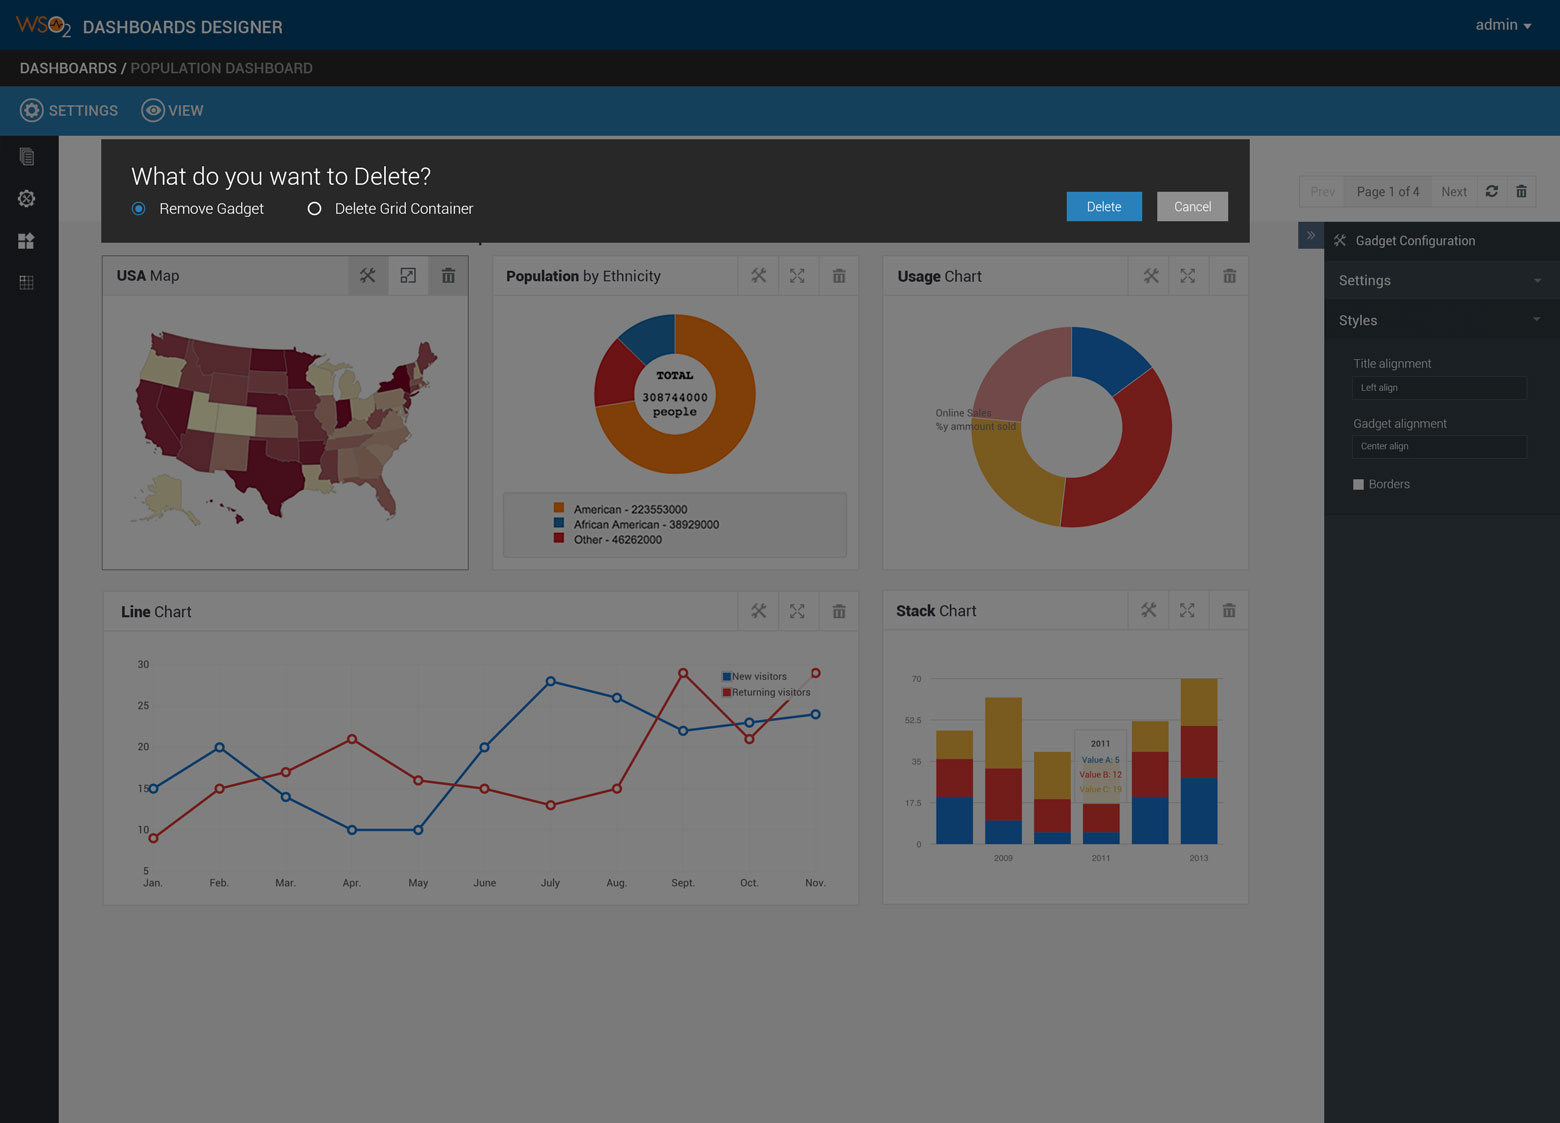 WSO2 DASHBOARDS DESIGNER
admin
DASHBOARDS / POPULATION DASHBOARD
SETTINGS VIEW
What do you want to Delete?
Remove Gadget Delete Grid Container
Delete Cancel
Prev Page 1 of 4 Next
»
Gadget Configuration
Settings
Styles
Title alignment
Left align
Gadget alignment
Center align
Borders
USA Map
Population by Ethnicity
TOTAL
308744000
people
American - 223553000
African American - 38929000
Other - 46262000
Usage Chart
Online Sales
%y ammount sold
Line Chart
30
25
20
15
10
5
New visitors
Returning visitors
Jan. Feb. Mar. Apr. May June July Aug. Sept. Oct. Nov.
Stack Chart
70
52.5
35
17.5
0
2011
Value A: 5
Value B: 12
Value C: 19
2009 2011 2013